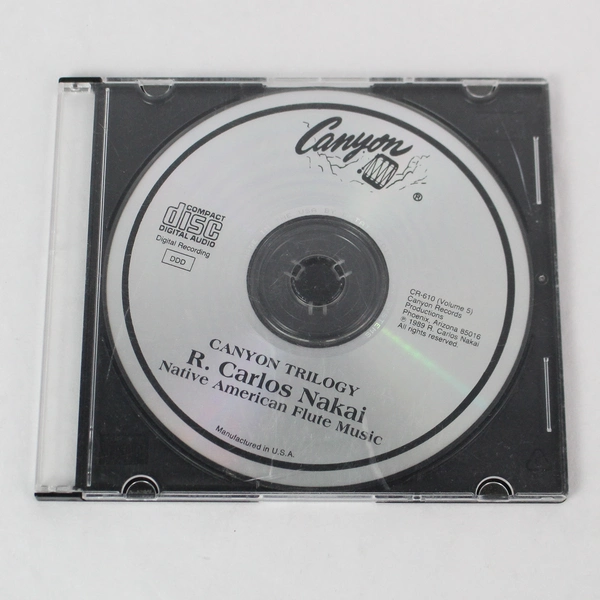 Canyon
®
COMPACT
disc
DIGITAL AUDIO
Digital Recording
DDD
CR-610 (Volume 5)
Canyon Records
Productions
Phoenix, Arizona 85016
℗ 1989 R. Carlos Nakai
All rights reserved.
CANYON TRILOGY
R. Carlos Nakai
Native American Flute Music
Manufactured in U.S.A.